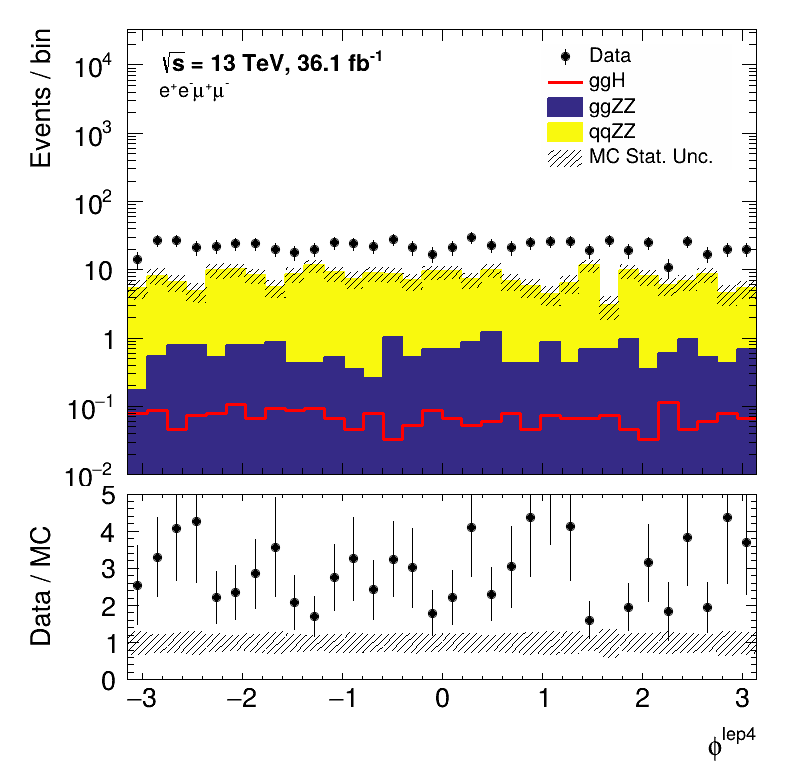 Events / bin
√s = 13 TeV, 36.1 fb⁻¹
e⁺e⁻μ⁺μ⁻
Data
ggH
ggZZ
qqZZ
MC Stat. Unc.
10⁴
10³
10²
10
1
10⁻¹
10⁻²
Data / MC
5
4
3
2
1
0
−3 −2 −1 0 1 2 3
ϕˡᵉᵖ⁴